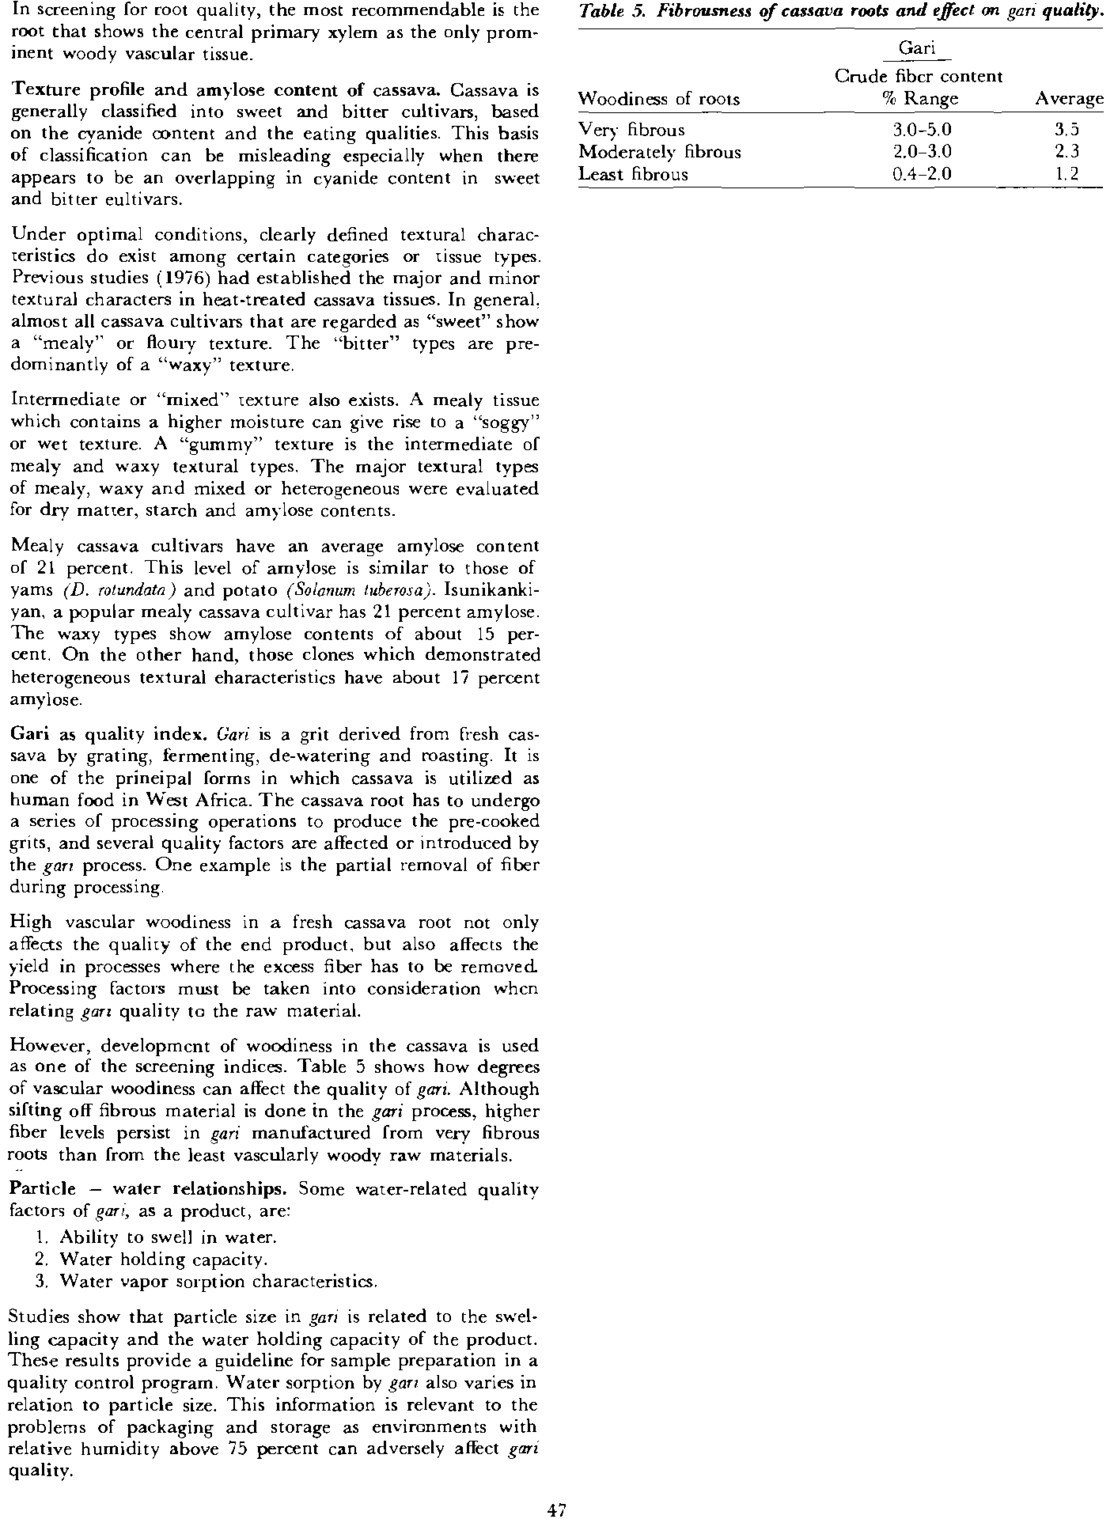 In screening for root quality, the most recommendable is the
root that shows the central primary xylem as the only prom-
inent woody vascular tissue.
Texture profile and amylose content of cassava. Cassava is
generally classified into sweet and bitter cultivars, based
on the cyanide content and the eating qualities. This basis
of classification can be misleading especially when there
appears to be an overlapping in cyanide content in sweet
and bitter eultivars.
Under optimal conditions, clearly defined textural charac-
teristics do exist among certain categories or tissue types.
Previous studies (1976) had established the major and minor
textural characters in heat-treated cassava tissues. In general,
almost all cassava cultivars that are regarded as “sweet” show
a “mealy” or floury texture. The “bitter” types are pre-
dominantly of a “waxy” texture.
Intermediate or “mixed” texture also exists. A mealy tissue
which contains a higher moisture can give rise to a “soggy”
or wet texture. A “gummy” texture is the intermediate of
mealy and waxy textural types. The major textural types
of mealy, waxy and mixed or heterogeneous were evaluated
for dry matter, starch and amylose contents.
Mealy cassava cultivars have an average amylose content
of 21 percent. This level of amylose is similar to those of
yams (D. rotundata) and potato (Solanum tuberosa). Isunikanki-
yan, a popular mealy cassava cultivar has 21 percent amylose.
The waxy types show amylose contents of about 15 per-
cent. On the other hand, those clones which demonstrated
heterogeneous textural eharacteristics have about 17 percent
amylose.
Gari as quality index. Gari is a grit derived from fresh cas-
sava by grating, fermenting, de-watering and roasting. It is
one of the prineipal forms in which cassava is utilized as
human food in West Africa. The cassava root has to undergo
a series of processing operations to produce the pre-cooked
grits, and several quality factors are affected or introduced by
the gari process. One example is the partial removal of fiber
during processing.
High vascular woodiness in a fresh cassava root not only
affects the quality of the end product, but also affects the
yield in processes where the excess fiber has to be removed.
Processing factors must be taken into consideration when
relating gari quality to the raw material.
However, development of woodiness in the cassava is used
as one of the screening indices. Table 5 shows how degrees
of vascular woodiness can affect the quality of gari. Although
sifting off fibrous material is done in the gari process, higher
fiber levels persist in gari manufactured from very fibrous
roots than from the least vascularly woody raw materials.
Particle – water relationships. Some water-related quality
factors of gari, as a product, are:
1. Ability to swell in water.
2. Water holding capacity.
3. Water vapor sorption characteristics.
Studies show that particle size in gari is related to the swel-
ling capacity and the water holding capacity of the product.
These results provide a guideline for sample preparation in a
quality control program. Water sorption by gari also varies in
relation to particle size. This information is relevant to the
problems of packaging and storage as environments with
relative humidity above 75 percent can adversely affect gari
quality.
Table 5. Fibrousness of cassava roots and effect on gari quality.
Gari
Crude fiber content
Woodiness of roots % Range Average
Very fibrous 3.0–5.0 3.5
Moderately fibrous 2.0–3.0 2.3
Least fibrous 0.4–2.0 1.2
47